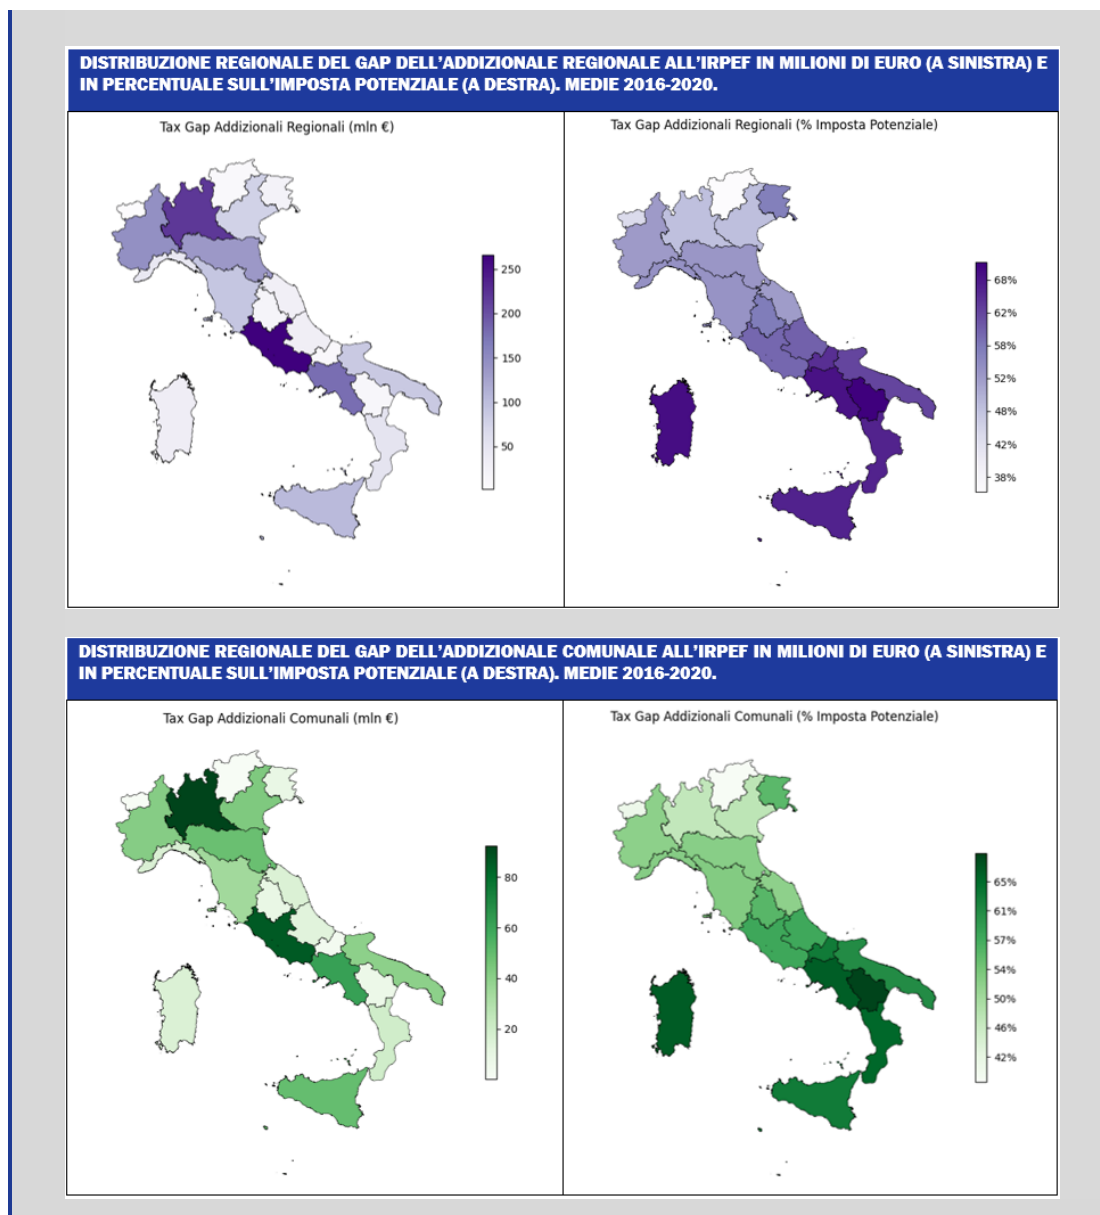 DISTRIBUZIONE REGIONALE DEL GAP DELL'ADDIZIONALE REGIONALE ALL'IRPEF IN MILIONI DI EURO (A SINISTRA) E
IN PERCENTUALE SULL'IMPOSTA POTENZIALE (A DESTRA). MEDIE 2016-2020.
Tax Gap Addizionali Regionali (mln €)
250
200
150
100
50
Tax Gap Addizionali Regionali (% Imposta Potenziale)
68%
62%
58%
52%
48%
42%
38%
DISTRIBUZIONE REGIONALE DEL GAP DELL'ADDIZIONALE COMUNALE ALL'IRPEF IN MILIONI DI EURO (A SINISTRA) E
IN PERCENTUALE SULL'IMPOSTA POTENZIALE (A DESTRA). MEDIE 2016-2020.
Tax Gap Addizionali Comunali (mln €)
80
60
40
20
Tax Gap Addizionali Comunali (% Imposta Potenziale)
65%
61%
57%
54%
50%
46%
42%